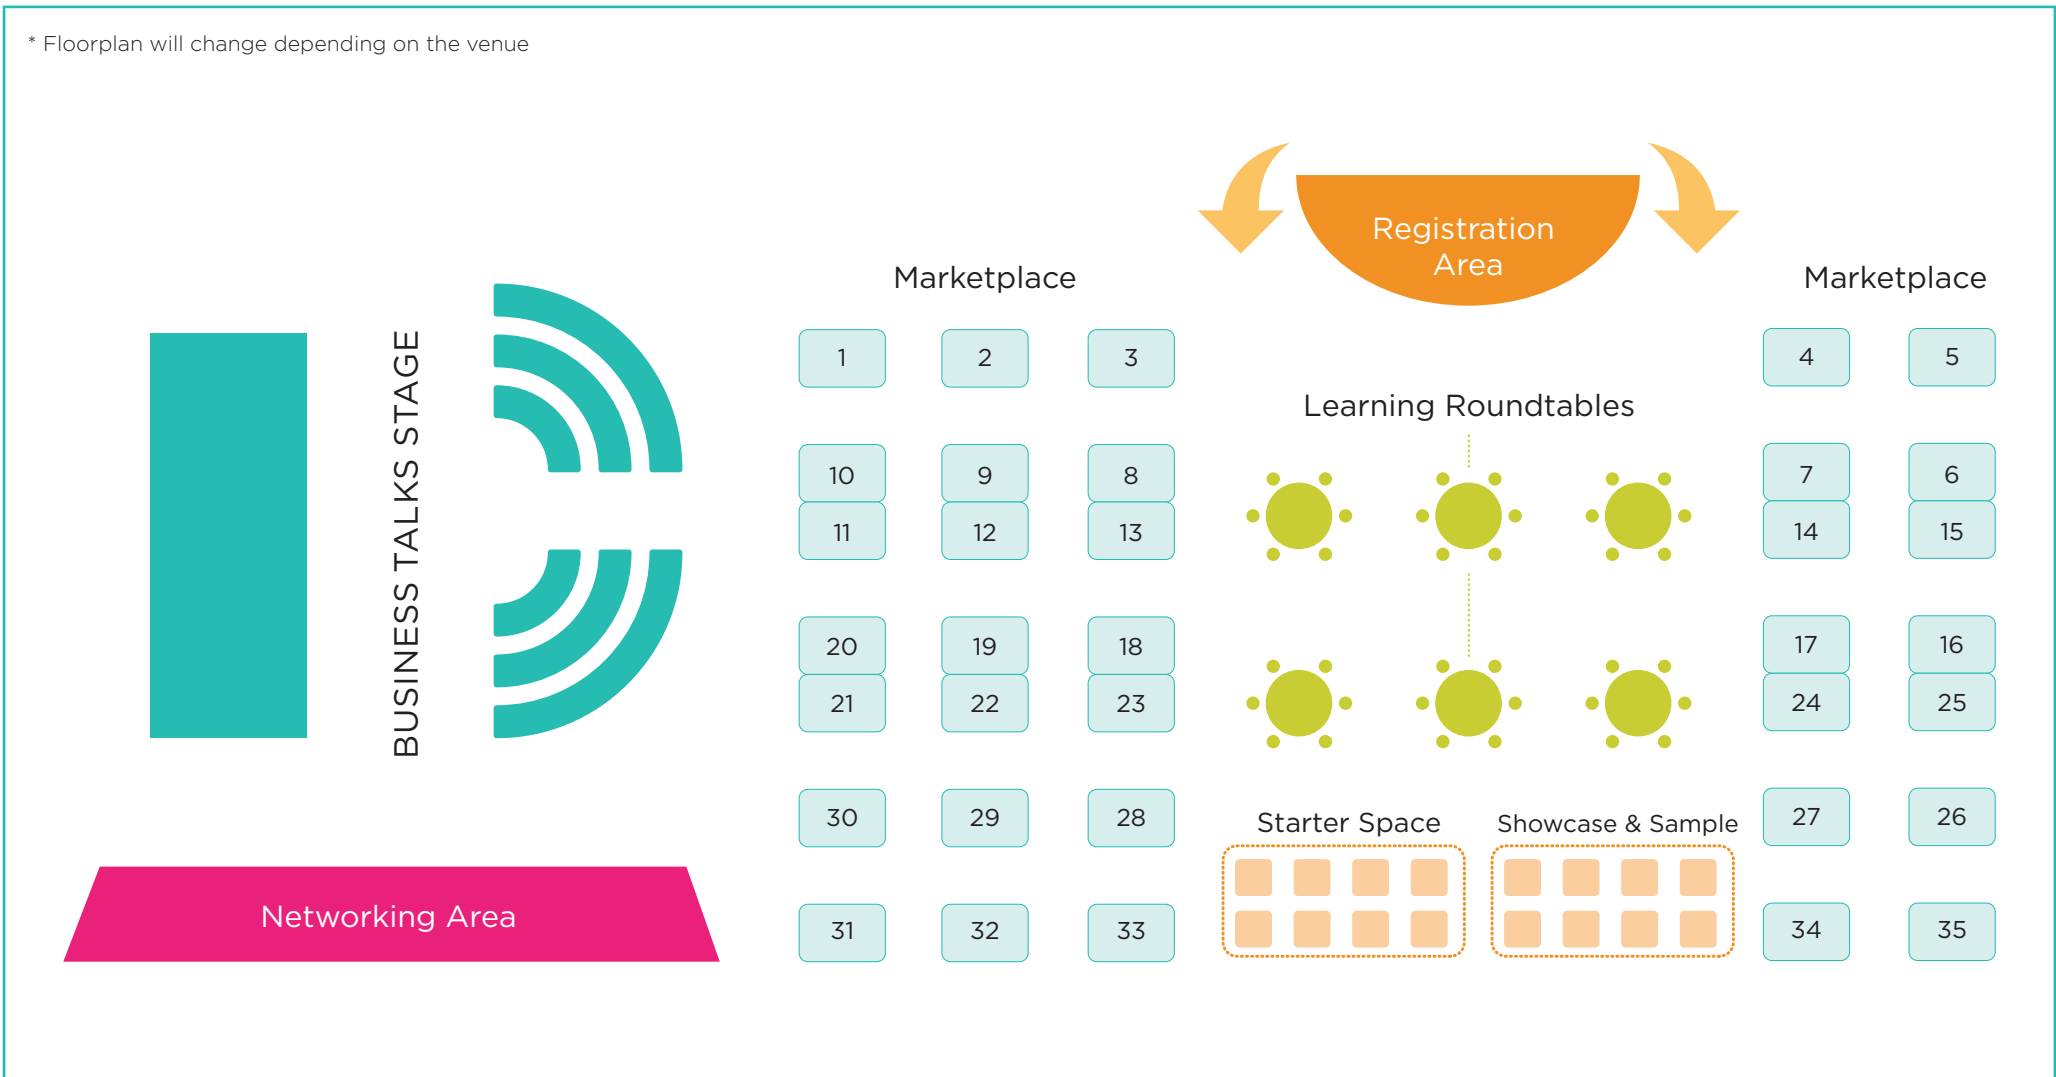 * Floorplan will change depending on the venue
Registration
Area
Marketplace
Marketplace
BUSINESS TALKS STAGE
1 2 3
4 5
Learning Roundtables
10 9 8
7 6
11 12 13
14 15
20 19 18
17 16
21 22 23
24 25
30 29 28
27 26
Starter Space
Showcase & Sample
Networking Area
31 32 33
34 35